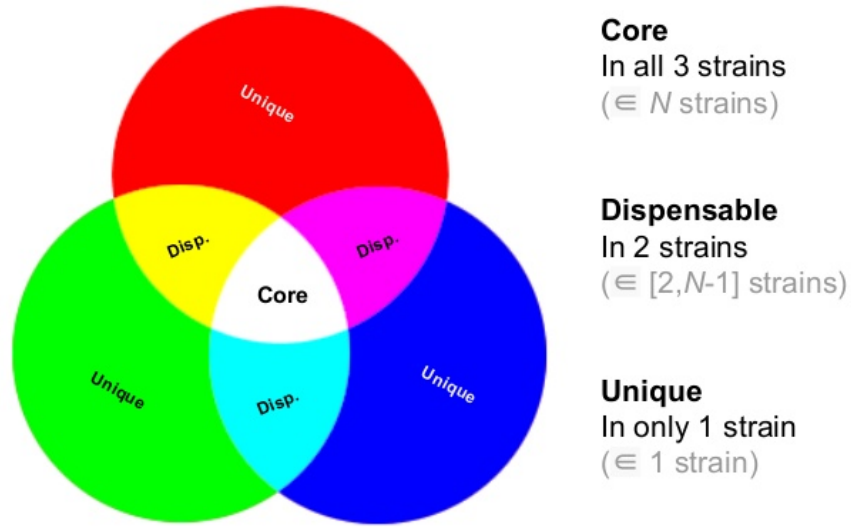 Unique
Disp.
Disp.
Core
Unique
Unique
Disp.
Core
In all 3 strains
(∈ N strains)
Dispensable
In 2 strains
(∈ [2,N-1] strains)
Unique
In only 1 strain
(∈ 1 strain)